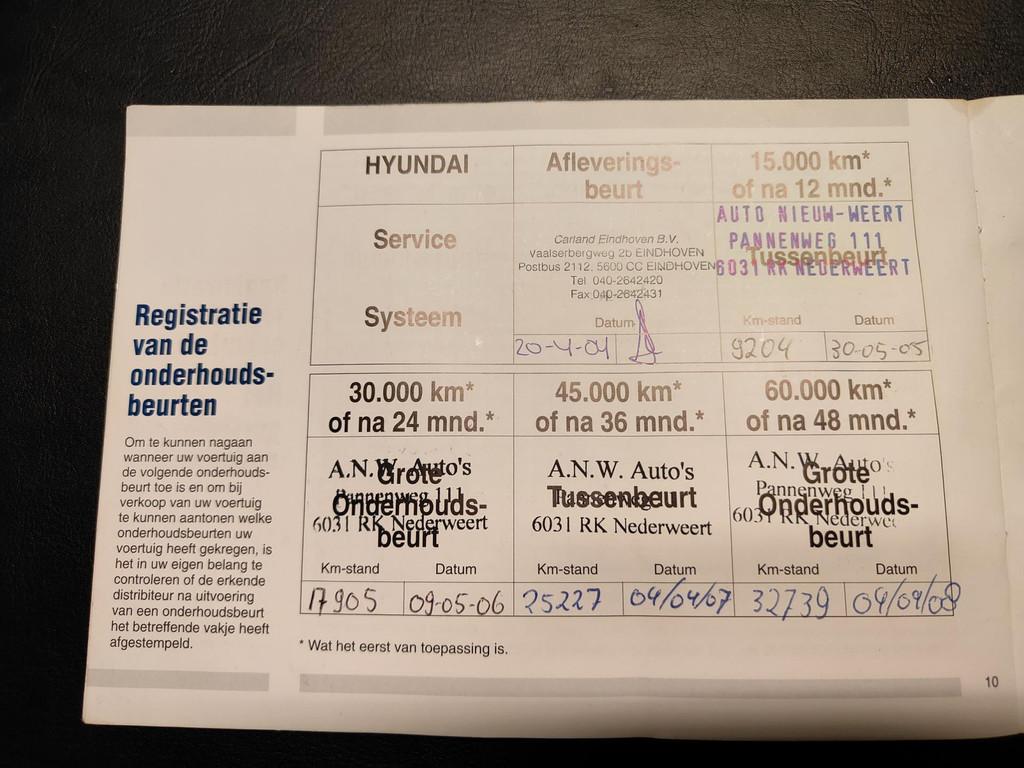 Registratie
van de
onderhouds-
beurten
Om te kunnen nagaan
wanneer uw voertuig aan
de volgende onderhouds-
beurt toe is en om bij
verkoop van uw voertuig
te kunnen aantonen welke
onderhoudsbeurten uw
voertuig heeft gekregen, is
het in uw eigen belang te
controleren of de erkende
distributeur na uitvoering
van een onderhoudsbeurt
het betreffende vakje heeft
afgestempeld.
HYUNDAI
Service
Systeem
Afleverings-
beurt
Carland Eindhoven B.V.
Vaalserbergweg 2b EINDHOVEN
Postbus 2112, 5600 CC EINDHOVEN
Tel 040-2642420
Fax 040-2642431
Datum
20-4-04
15.000 km*
of na 12 mnd.*
AUTO NIEUW-WEERT
PANNENWEG 111
Tussenbeurt
6031 RK NEDERWEERT
Km-stand Datum
9204 30-05-05
30.000 km*
of na 24 mnd.*
A.N.W. Auto's
Grote
Pannenweg 111
Onderhouds-
6031 RK Nederweert
beurt
Km-stand Datum
17905 09-05-06
45.000 km*
of na 36 mnd.*
A.N.W. Auto's
Tussenbeurt
Pannenweg
6031 RK Nederweert
Km-stand Datum
25227 04/04/07
60.000 km*
of na 48 mnd.*
A.N.W. Auto's
Grote
Pannenweg 111
Onderhouds-
6031 RK Nederwee
beurt
Km-stand Datum
32739 04/04/08
* Wat het eerst van toepassing is.
10